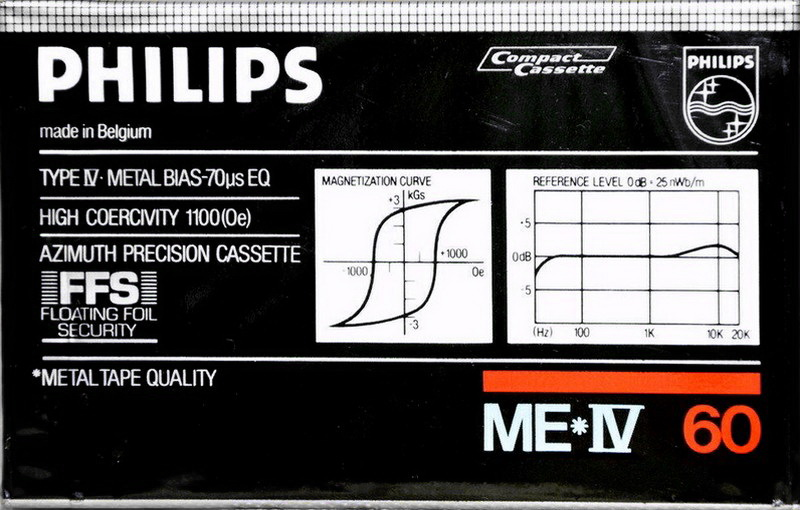 PHILIPS
Compact
Cassette
PHILIPS
made in Belgium
TYPE IV · METAL BIAS-70µs EQ
HIGH COERCIVITY 1100(Oe)
AZIMUTH PRECISION CASSETTE
FFS
FLOATING FOIL
SECURITY
MAGNETIZATION CURVE
+3 kGs
+1000
-1000 Oe
-3
REFERENCE LEVEL 0dB = 25nWb/m
+5
0dB
-5
(Hz) 100 1K 10K 20K
*METAL TAPE QUALITY
ME*IV 60